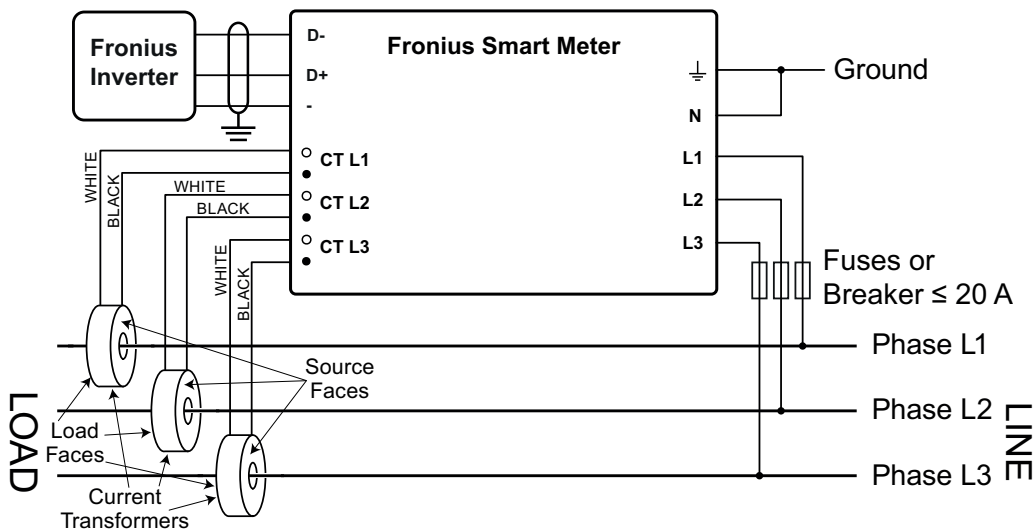 Fronius
Inverter
D-
D+
-
Fronius Smart Meter
N
Ground
CT L1
CT L2
CT L3
L1
L2
L3
WHITE
BLACK
WHITE
BLACK
WHITE
BLACK
Fuses or
Breaker ≤ 20 A
Phase L1
Phase L2
Phase L3
Source
Faces
Load
Faces
Current
Transformers
LOAD
LINE